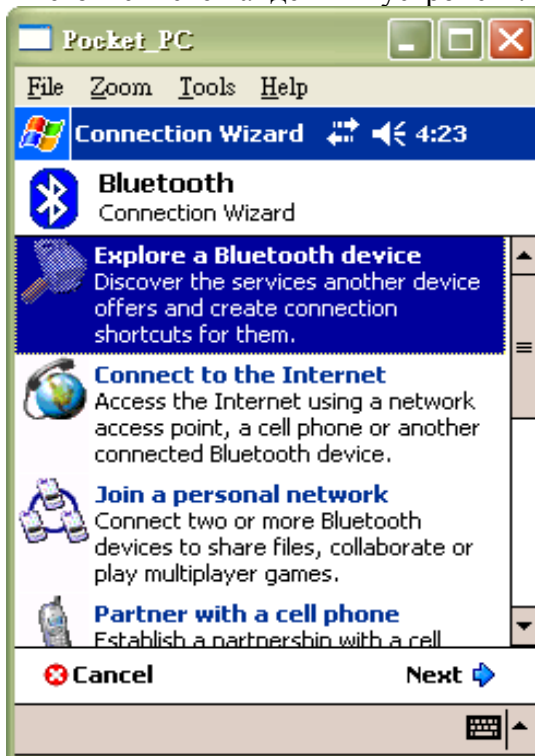 Pocket_PC
File Zoom Tools Help
Connection Wizard 4:23
Bluetooth
Connection Wizard
Explore a Bluetooth device
Discover the services another device
offers and create connection
shortcuts for them.
Connect to the Internet
Access the Internet using a network
access point, a cell phone or another
connected Bluetooth device.
Join a personal network
Connect two or more Bluetooth
devices to share files, collaborate or
play multiplayer games.
Partner with a cell phone
Establish a partnership with a cell
Cancel Next